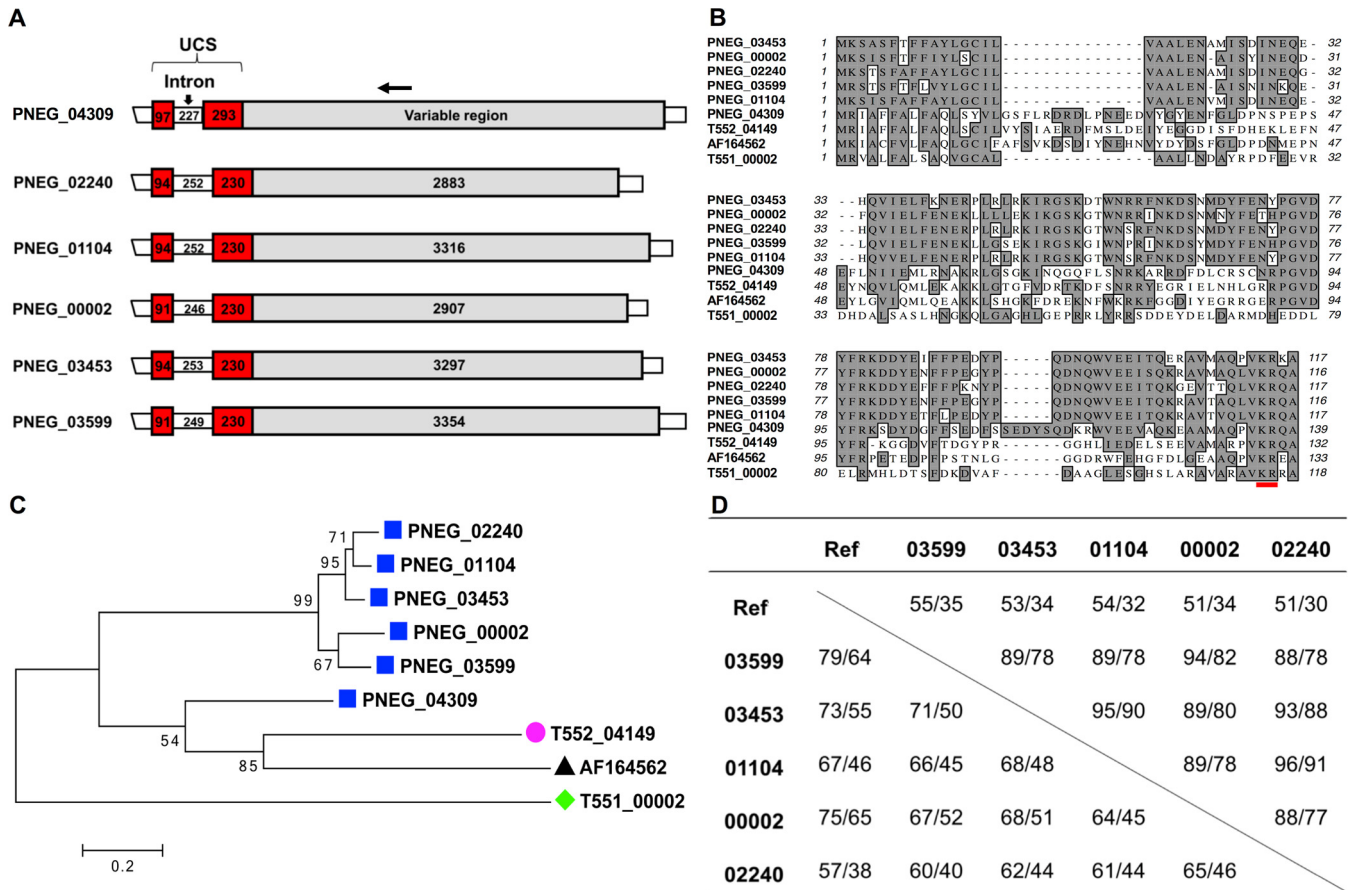 A
UCS
Intron
PNEG_04309 97 227 293 Variable region
PNEG_02240 94 252 230 2883
PNEG_01104 94 252 230 3316
PNEG_00002 91 246 230 2907
PNEG_03453 94 253 230 3297
PNEG_03599 91 249 230 3354
B
PNEG_03453 1 MKSASFTFFAYLGCIL--------------VAALENAMISDINEQE- 32
PNEG_00002 1 MKSISFTFFIYLSCIL--------------VAALEN-AISYINEQD- 31
PNEG_02240 1 MKSTSFAFFAYLGCIL--------------VAALENAMISDINEQG- 32
PNEG_03599 1 MKSTSFTFLVYLGCIL--------------VAALEN-AISNINKQE- 31
PNEG_01104 1 MKSISFAFFAYLGCIL--------------VAALENVMISDINEQE- 32
PNEG_04309 1 MRIAFFALFAQLSYVLGSFLRDRDLPNEEDVYGYENFGLDPNSPEPS 47
T552_04149 1 MRIAFFALFAQLSCILVYSIAERDFMSLDEIYEGGDISFDHEKLEFN 47
AF164562 1 MKIACFVLFAQLCFIFAFSVKDSDIYNEHNVYDYDSFGLDPDNMEPN 47
T551_00002 1 MRVALFALSAQVGCAL---------------AALLNDAYRPDFEEVR 32
PNEG_03453 33 --HQVIELFKNERPLRLRKIRGSKDTWNRRFNKDSNMDYFENYPGVD 77
PNEG_00002 32 --FQVIELFENEKLLLLEKIKGSKGTWNRRINKDSNMNYFETHPGVD 76
PNEG_02240 33 --HQVIELFENERPLRLRKIRGSKGTWNSRFNKDSNMDYFENYPGVD 77
PNEG_03599 32 --LQVIELFENEKLLGSEKIRGSKGTWNPRINKDSNMDYFENHPGVD 76
PNEG_01104 33 --HQVIELFENERPLRLRKIRGSKGTWNSRFNKDSNMDYFENYPGVD 77
PNEG_04309 48 EFLNIIEMLRNAKRLGSGKINQGQFLSNRKARRDFDLCRSCNRPGVD 94
T552_04149 48 EYNQVLQMLEKAKKLGTFVDRTKDFSNRRYEGRIELNHLGRRPGVD 94
AF164562 48 EYLGVIQMLQEAKKLSHGKFDREKNFWKRKFGGDIYEGRRGERPGVD 94
T551_00002 33 DHDALSASLHNGKQLGAGHLGEPRRLYRRSDDEYDELDARMDHEDDL 79
PNEG_03453 78 YFRKDDYEIFFPEDYP-----QDNQWVEEITQERAVMAQPVKRKA 117
PNEG_00002 77 YFRKDDYEIFFPEGYP-----QDNQWVEEITQKRAVMAQLVKRQA 116
PNEG_02240 78 YFRKDDYEFFFPKNYP-----QDNQWVEEITQKGETTQLVKRQA 117
PNEG_03599 77 YFRKDDYENFFPEGYP-----QDNQWVEEITQKRAVTAQLVKRQA 116
PNEG_01104 78 YFRKDDYETFLPEDYP-----QDNQWVEEITQKRAVTVQLVKRQA 117
PNEG_04309 95 YFRKSDYDGFFSEDFSSEDYSQDKRWVEEVAQKEAAMAQPVKRQA 139
T552_04149 95 YFR-KGGDVFTDGYPR------GGHLIEDELSEEVAMARPVKRQA 132
AF164562 95 YFRPETEDPFPSTNLG------GGDRWFEHGFDLGEAAQPVKRQA 133
T551_00002 80 ELRMHLDTSFDKDVAF------DAAGLESGHSLARAVARAVKRRA 118
C
71
95
99
67
54
85
PNEG_02240
PNEG_01104
PNEG_03453
PNEG_00002
PNEG_03599
PNEG_04309
T552_04149
AF164562
T551_00002
0.2
D
Ref 03599 03453 01104 00002 02240
Ref 55/35 53/34 54/32 51/34 51/30
03599 79/64 89/78 89/78 94/82 88/78
03453 73/55 71/50 95/90 89/80 93/88
01104 67/46 66/45 68/48 89/78 96/91
00002 75/65 67/52 68/51 64/45 88/77
02240 57/38 60/40 62/44 61/44 65/46